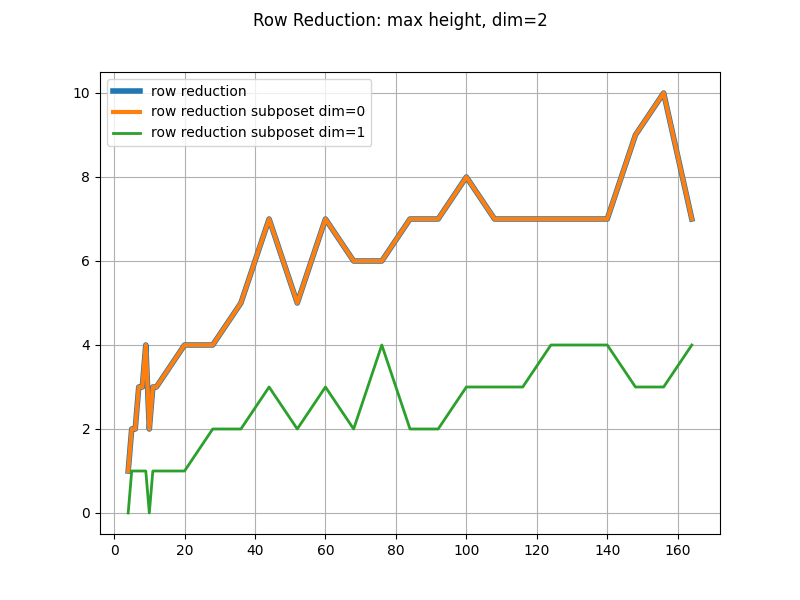 Row Reduction: max height, dim=2
row reduction
row reduction subposet dim=0
row reduction subposet dim=1
10
8
6
4
2
0
0 20 40 60 80 100 120 140 160